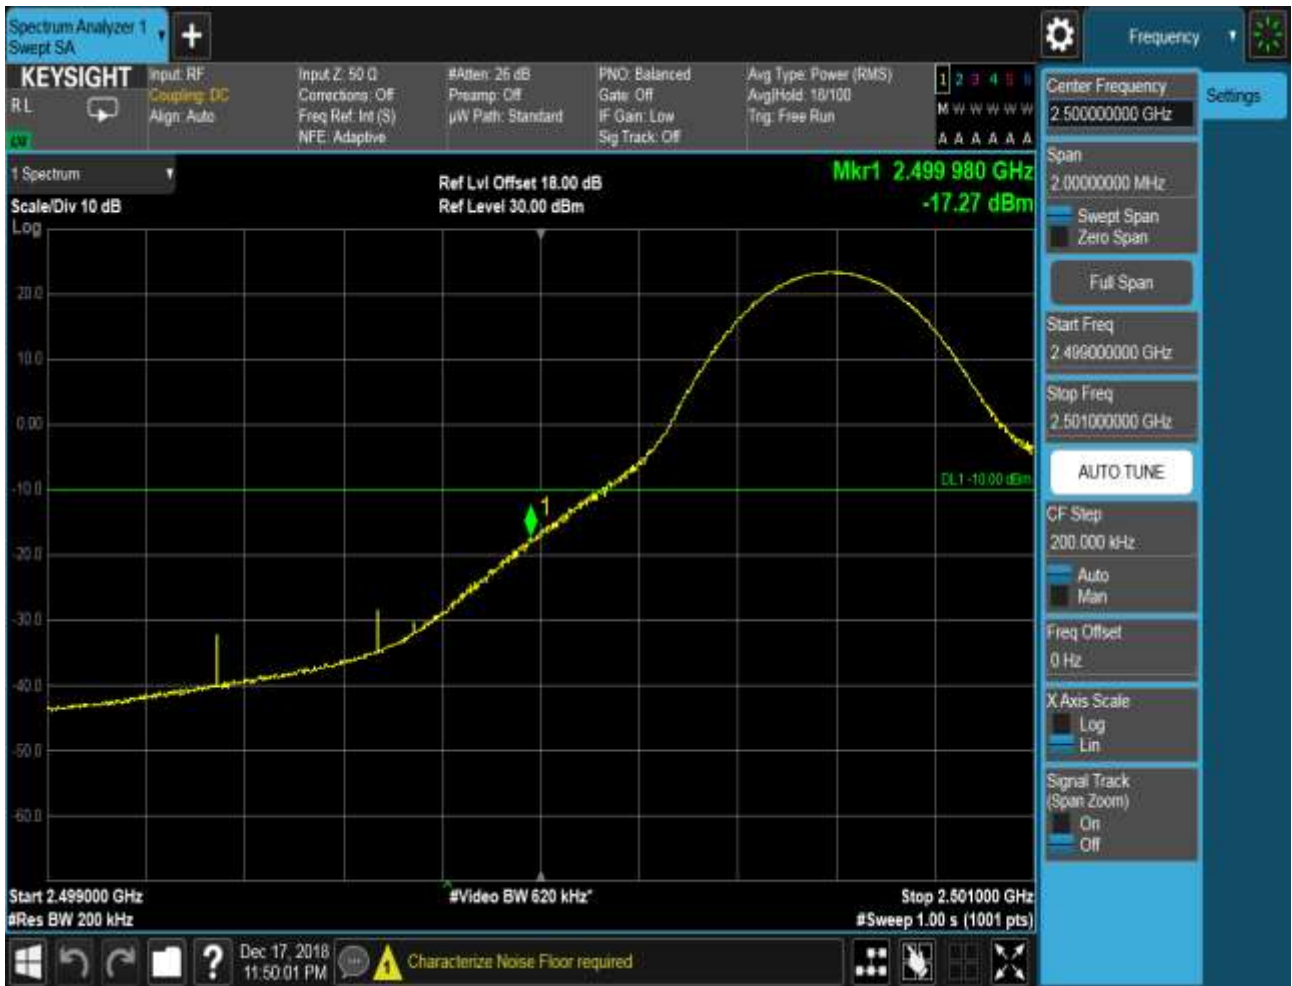 Spectrum Analyzer 1
Swept SA
+
Frequency
KEYSIGHT
Input: RF
Coupling: DC
Align: Auto
Input Z: 50 Ω
Corrections: Off
Freq Ref: Int (S)
NFE: Adaptive
#Atten: 26 dB
Preamp: Off
µW Path: Standard
PNO: Balanced
Gate: Off
IF Gain: Low
Sig Track: Off
Avg Type: Power (RMS)
Avg|Hold: 18/100
Trig: Free Run
1 2 3 4 5 6
M W W W W W
A A A A A A
R L
1 Spectrum
Scale/Div 10 dB
Log
Ref Lvl Offset 18.00 dB
Ref Level 30.00 dBm
Mkr1 2.499 980 GHz
-17.27 dBm
20.0
10.0
0.00
-10.0
-20.0
-30.0
-40.0
-50.0
-60.0
DL1 -10.00 dBm
1
Start 2.499000 GHz
#Res BW 200 kHz
#Video BW 620 kHz*
Stop 2.501000 GHz
#Sweep 1.00 s (1001 pts)
Center Frequency
2.500000000 GHz
Settings
Span
2.00000000 MHz
Swept Span
Zero Span
Full Span
Start Freq
2.499000000 GHz
Stop Freq
2.501000000 GHz
AUTO TUNE
CF Step
200.000 kHz
Auto
Man
Freq Offset
0 Hz
X Axis Scale
Log
Lin
Signal Track
(Span Zoom)
On
Off
?
Dec 17, 2018
11:50:01 PM
1
Characterize Noise Floor required